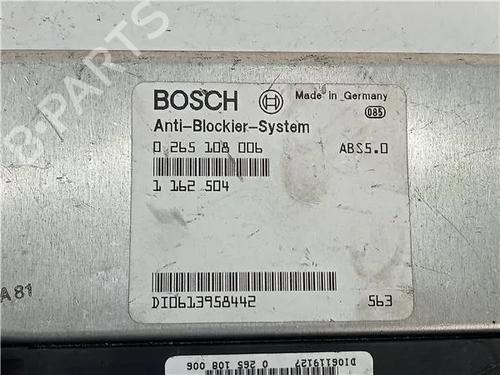 BOSCH
Made in Germany
085
Anti-Blockier-System
0 265 108 006 ABS5.0
1 162 504
DI0613958442 563
A81
DI06119127 0 265 108 006
B-PARTS